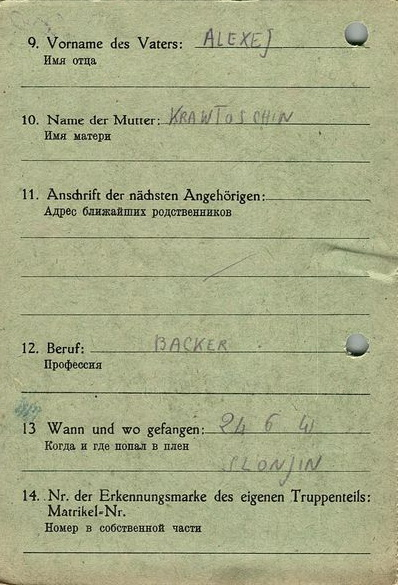 9. Vorname des Vaters: ALEXEJ
Имя отца
10. Name der Mutter: KRAWTOSCHIN
Имя матери
11. Anschrift der nächsten Angehörigen:
Адрес ближайших родственников
12. Beruf: BACKER
Профессия
13 Wann und wo gefangen: 24 6 41
Когда и где попал в плен
SLONJIN
14. Nr. der Erkennungsmarke des eigenen Truppenteils:
Matrikel-Nr.
Номер в собственной части